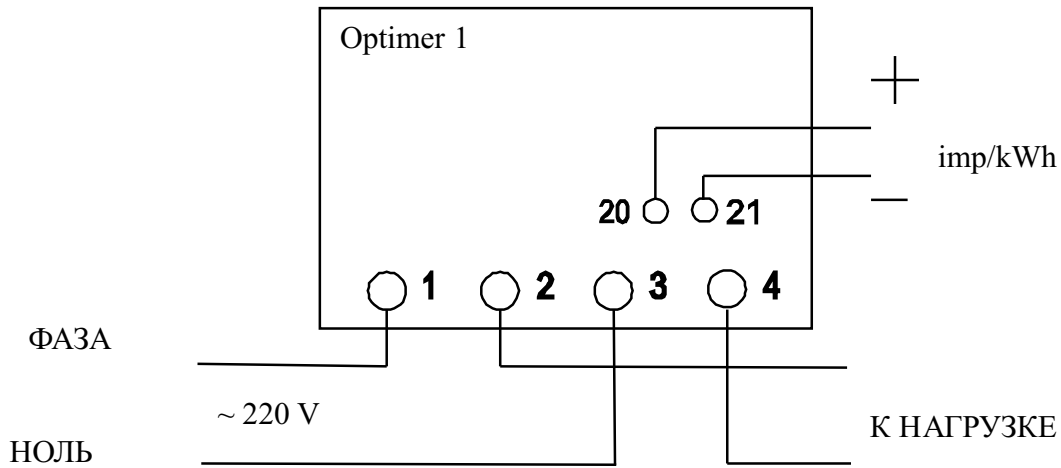 Optimer 1
+
imp/kWh
20 21
−
1 2 3 4
ФАЗА
~ 220 V
К НАГРУЗКЕ
НОЛЬ